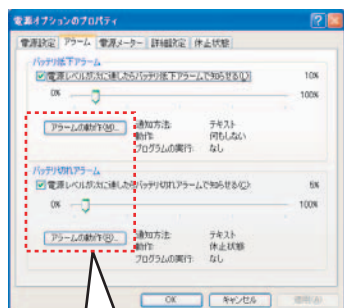 電源オプションのプロパティ
電源設定 アラーム 電源メーター 詳細設定 休止状態
バッテリ低下アラーム
電源レベルが次に達したらバッテリ低下アラームで知らせる(L) 10%
0% 100%
アラームの動作(M)... 通知方法: テキスト
動作: 何もしない
プログラムの実行: なし
バッテリ切れアラーム
電源レベルが次に達したらバッテリ切れアラームで知らせる(C) 6%
0% 100%
アラームの動作(R)... 通知方法: テキスト
動作: 休止状態
プログラムの実行: なし
OK キャンセル 適用(A)